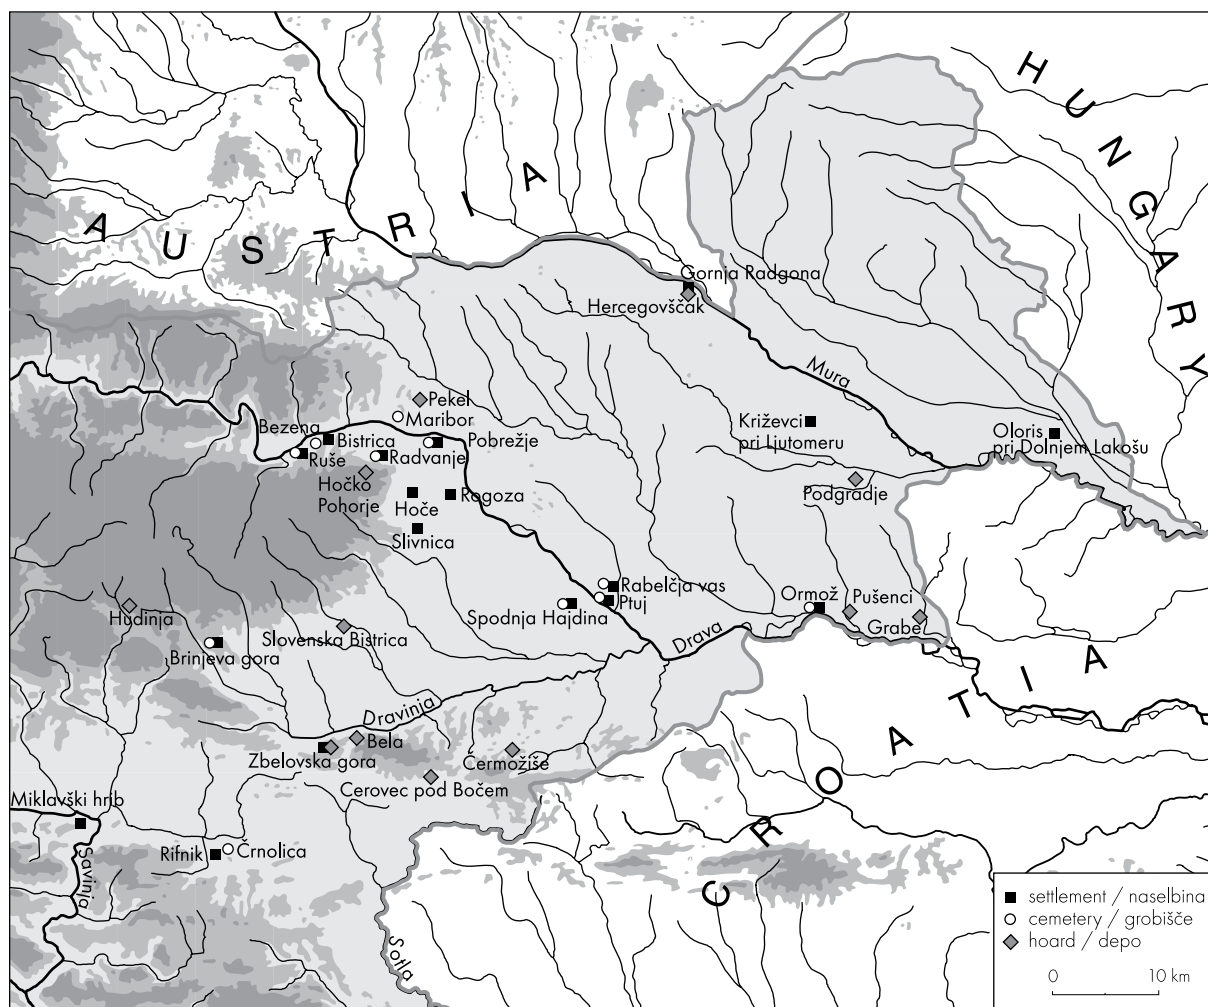 HUNGARY
AUSTRIA
Gornja Radgona
Hercegovščak
Mura
Pekel
Maribor
Bezena
Bistrica
Pobrežje
Križevci
pri Ljutomeru
Oloris
pri Dolnjem Lakošu
Ruše
Radvanje
Hočko
Pohorje
Hoče
Rogoza
Podgradje
Slivnica
Rabelčja vas
Ptuj
Spodnja Hajdina
Ormož
Pušenci
Grabe
Hudinja
Slovenska Bistrica
Brinjeva gora
Drava
CROATIA
Dravinja
Bela
Zbelovska gora
Cermožiše
Cerovec pod Bočem
Miklavški hrib
Rifnik
Črnolica
Savinja
Sotla
settlement / naselbina
cemetery / grobišče
hoard / depo
0 10 km